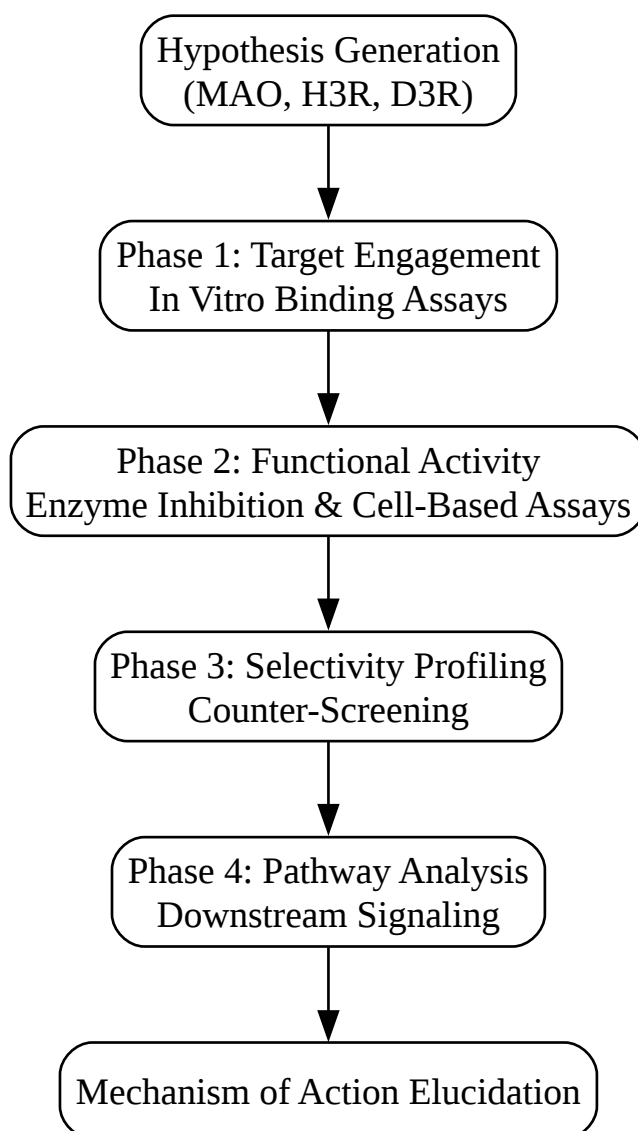 Hypothesis Generation
(MAO, H3R, D3R)
Phase 1: Target Engagement
In Vitro Binding Assays
Phase 2: Functional Activity
Enzyme Inhibition & Cell-Based Assays
Phase 3: Selectivity Profiling
Counter-Screening
Phase 4: Pathway Analysis
Downstream Signaling
Mechanism of Action Elucidation